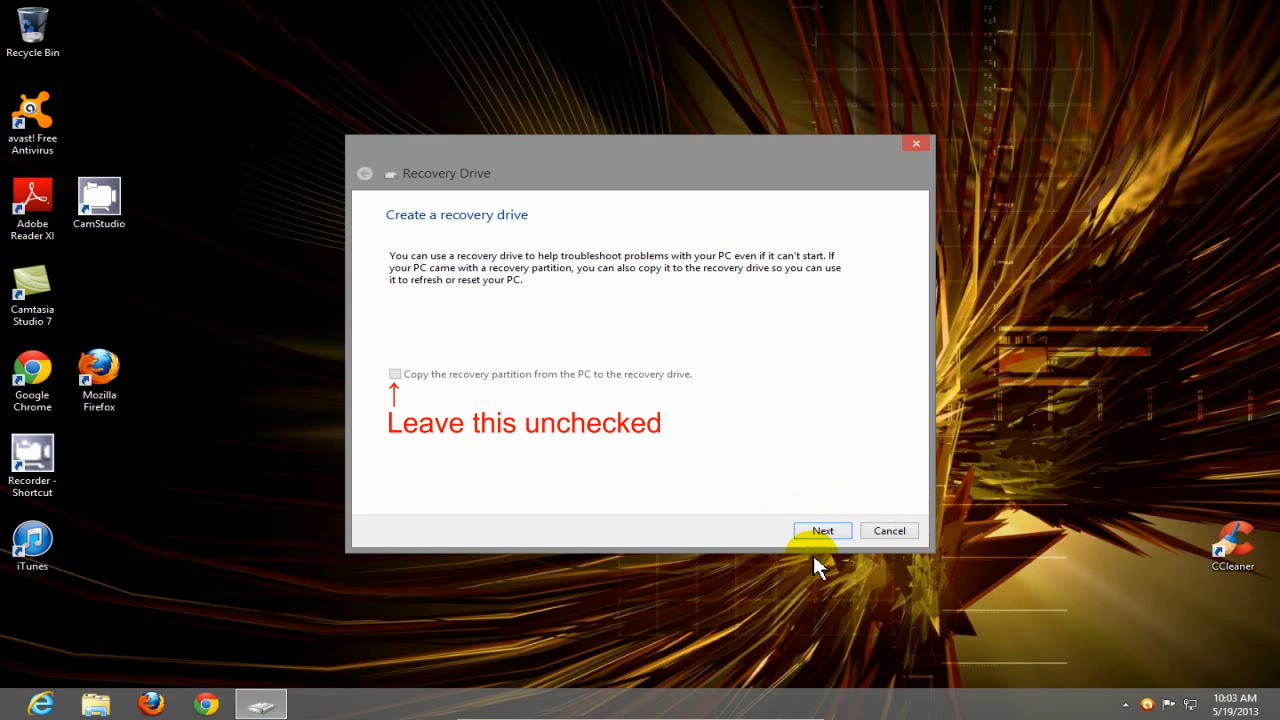 Recycle Bin
avast! Free
Antivirus
Adobe
Reader XI
CamStudio
Camtasia
Studio 7
Google
Chrome
Mozilla
Firefox
Recorder -
Shortcut
iTunes
Recovery Drive
Create a recovery drive
You can use a recovery drive to help troubleshoot problems with your PC even if it can't start. If
your PC came with a recovery partition, you can also copy it to the recovery drive so you can use
it to refresh or reset your PC.
Copy the recovery partition from the PC to the recovery drive.
Leave this unchecked
Next
Cancel
CCleaner
10:03 AM
5/19/2013